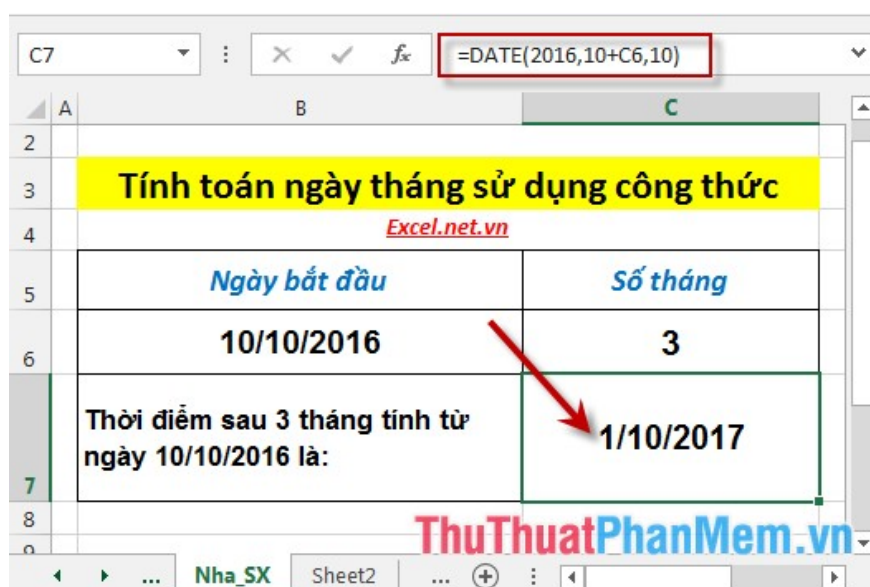 C7 fx =DATE(2016,10+C6,10)
A B C
2
3 Tính toán ngày tháng sử dụng công thức
4 Excel.net.vn
5 Ngày bắt đầu Số tháng
6 10/10/2016 3
Thời điểm sau 3 tháng tính từ
ngày 10/10/2016 là:
1/10/2017
7
8
9
ThuThuatPhanMem.vn
... Nha_SX Sheet2 ...